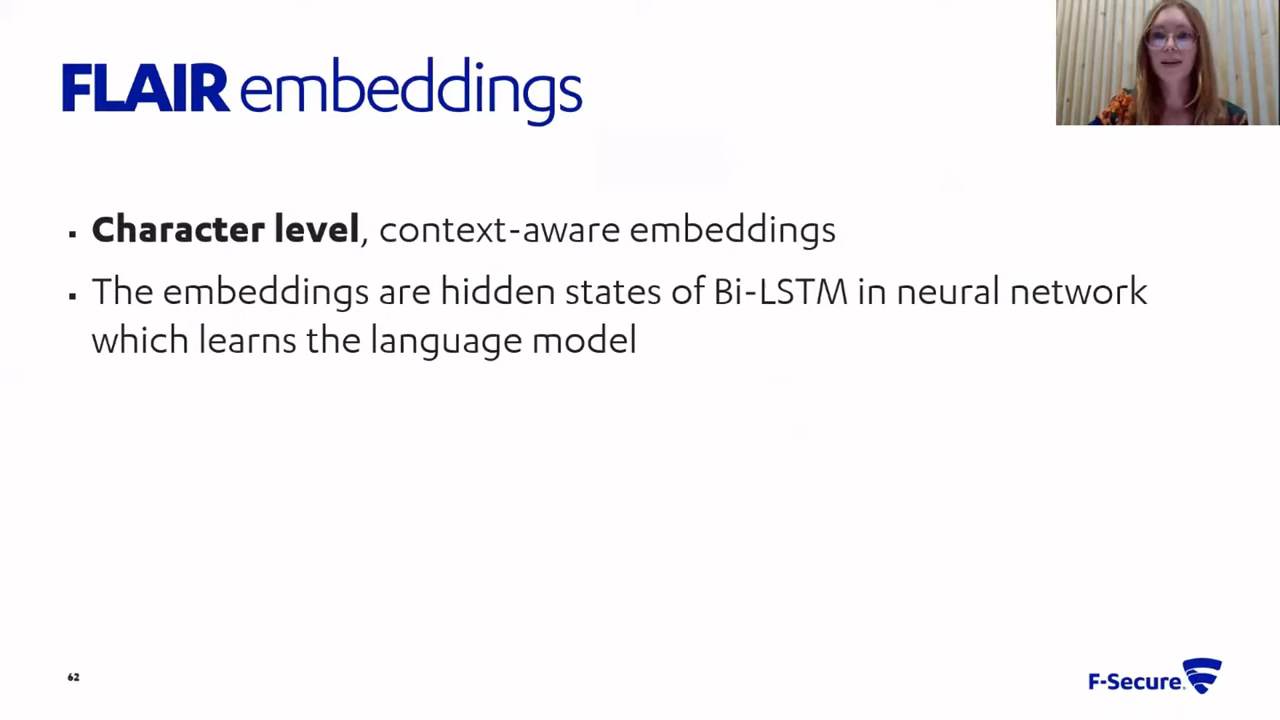 FLAIR embeddings
▪ Character level, context-aware embeddings
▪ The embeddings are hidden states of Bi-LSTM in neural network
which learns the language model
62
F-Secure